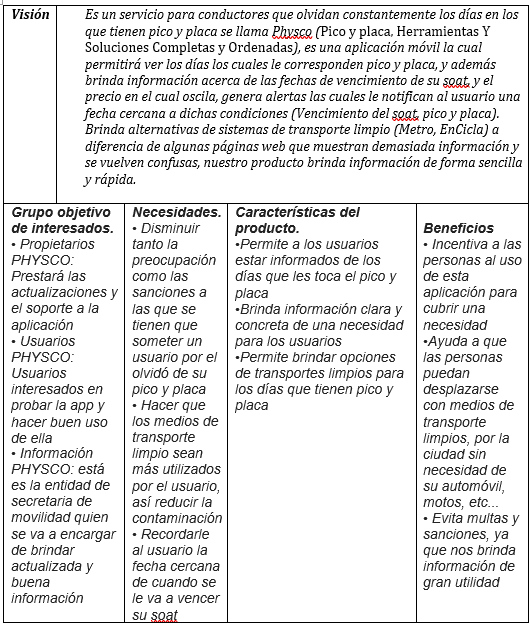 Visión
Es un servicio para conductores que olvidan constantemente los días en los
que tienen pico y placa se llama Physco (Pico y placa, Herramientas Y
Soluciones Completas y Ordenadas), es una aplicación móvil la cual
permitirá ver los días los cuales le corresponden pico y placa, y además
brinda información acerca de las fechas de vencimiento de su soat, y el
precio en el cual oscila, genera alertas las cuales le notifican al usuario una
fecha cercana a dichas condiciones (Vencimiento del soat, pico y placa).
Brinda alternativas de sistemas de transporte limpio (Metro, EnCicla) a
diferencia de algunas páginas web que muestran demasiada información y
se vuelven confusas, nuestro producto brinda información de forma sencilla
y rápida.
Grupo objetivo
de interesados.
• Propietarios
PHYSCO:
Prestará las
actualizaciones y
el soporte a la
aplicación
• Usuarios
PHYSCO:
Usuarios
interesados en
probar la app y
hacer buen uso
de ella
• Información
PHYSCO: está
es la entidad de
secretaria de
movilidad quien
se va a encargar
de brindar
actualizada y
buena
información
Necesidades.
• Disminuir
tanto la
preocupación
como las
sanciones a
las que se
tienen que
someter un
usuario por el
olvidó de su
pico y placa
• Hacer que
los medios de
transporte
limpio sean
más utilizados
por el usuario,
así reducir la
contaminación
• Recordarle
al usuario la
fecha cercana
de cuando se
le va a vencer
su soat
Características del
producto.
•Permite a los usuarios
estar informados de los
días que les toca el pico y
placa
•Brinda información clara y
concreta de una necesidad
para los usuarios
•Permite brindar opciones
de transportes limpios para
los días que tienen pico y
placa
Beneficios
• Incentiva a las
personas al uso
de esta
aplicación para
cubrir una
necesidad
•Ayuda a que
las personas
puedan
desplazarse
con medios de
transporte
limpios, por la
ciudad sin
necesidad de
su automóvil,
motos, etc...
• Evita multas y
sanciones, ya
que nos brinda
información de
gran utilidad